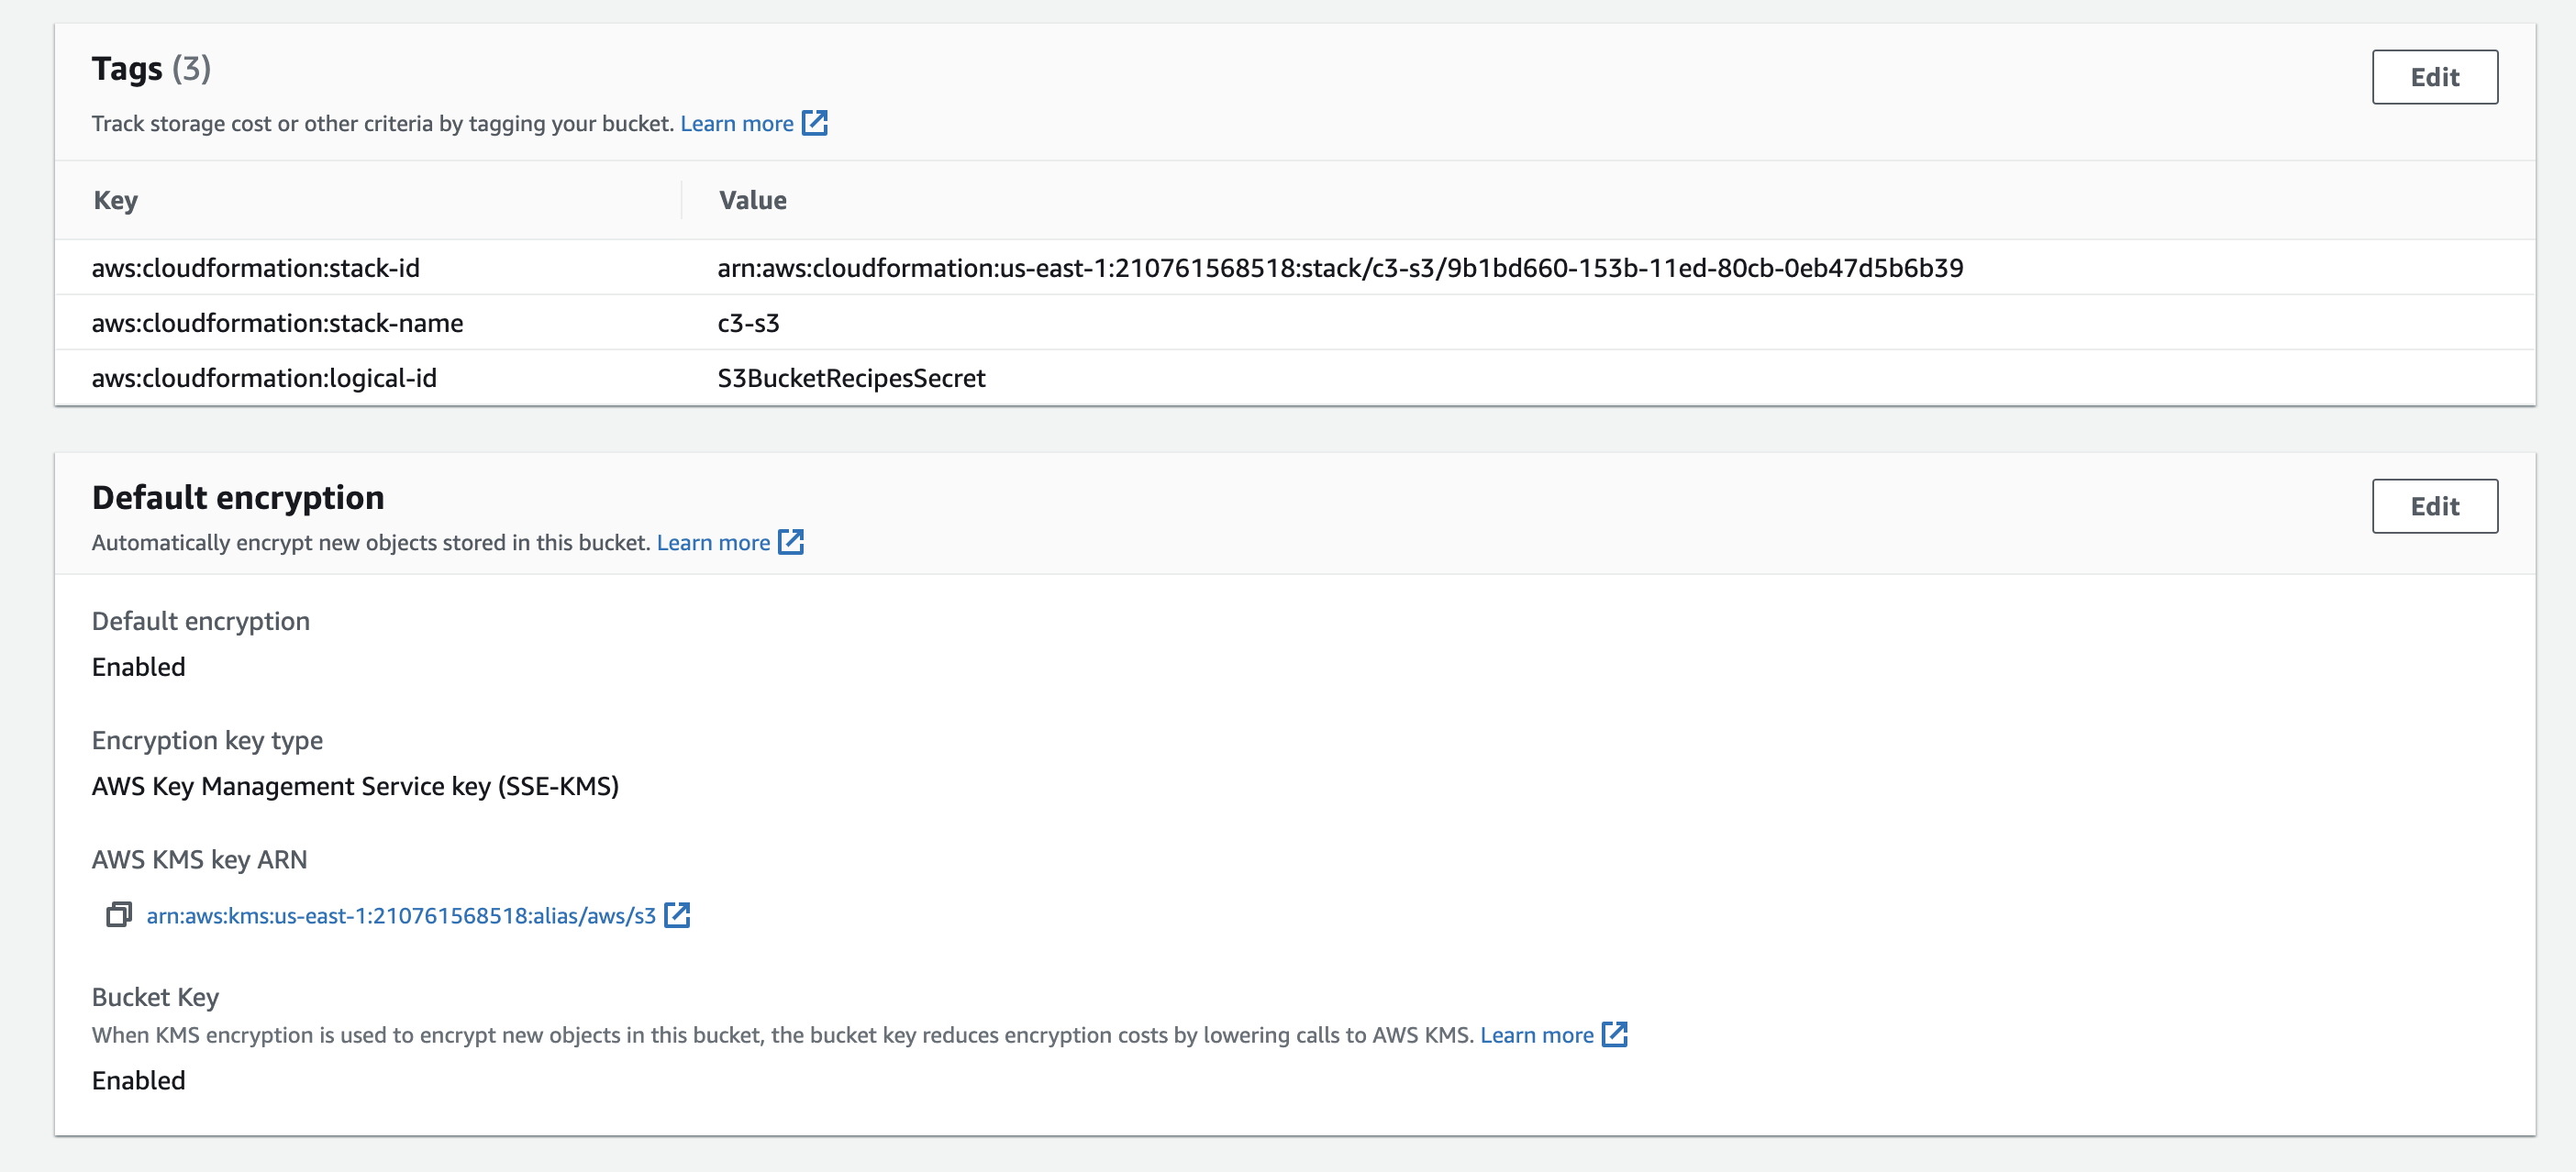 Tags (3)
Edit
Track storage cost or other criteria by tagging your bucket. Learn more
Key Value
aws:cloudformation:stack-id arn:aws:cloudformation:us-east-1:210761568518:stack/c3-s3/9b1bd660-153b-11ed-80cb-0eb47d5b6b39
aws:cloudformation:stack-name c3-s3
aws:cloudformation:logical-id S3BucketRecipesSecret
Default encryption
Edit
Automatically encrypt new objects stored in this bucket. Learn more
Default encryption
Enabled
Encryption key type
AWS Key Management Service key (SSE-KMS)
AWS KMS key ARN
arn:aws:kms:us-east-1:210761568518:alias/aws/s3
Bucket Key
When KMS encryption is used to encrypt new objects in this bucket, the bucket key reduces encryption costs by lowering calls to AWS KMS. Learn more
Enabled